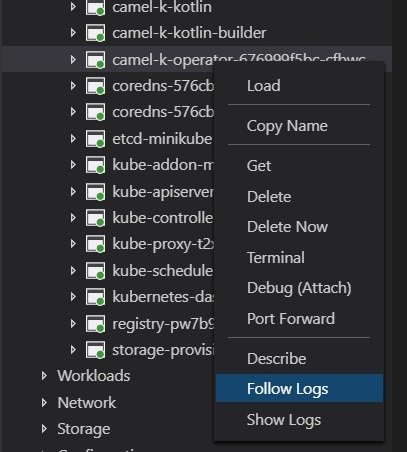 camel-k-kotlin
camel-k-kotlin-builder
camel-k-operator-676999f5bc-cfbwc
coredns-576cb
coredns-576cb
etcd-minikube
kube-addon-m
kube-apiserver
kube-controlle
kube-proxy-t2x
kube-schedule
kubernetes-das
registry-pw7b9
storage-provisi
Workloads
Network
Storage
Load
Copy Name
Get
Delete
Delete Now
Terminal
Debug (Attach)
Port Forward
Describe
Follow Logs
Show Logs